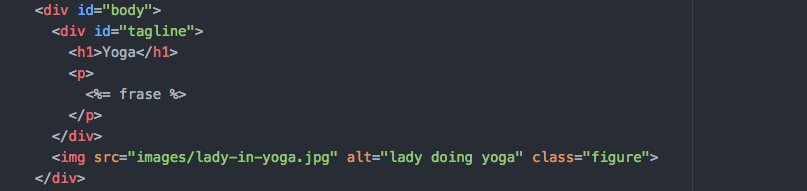 <div id="body">
<div id="tagline">
<h1>Yoga</h1>
<p>
<%= frase %>
</p>
</div>
<img src="images/lady-in-yoga.jpg" alt="lady doing yoga" class="figure">
</div>